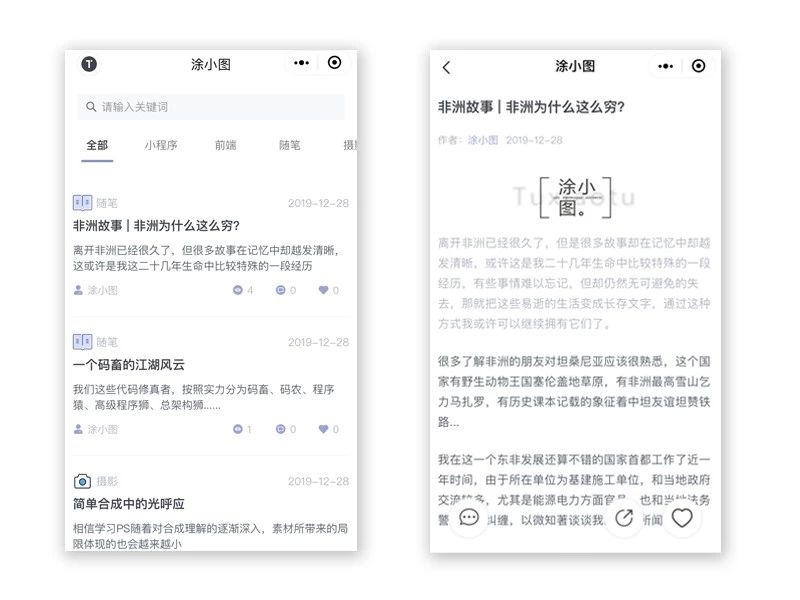 T
涂小图
请输入关键词
全部 小程序 前端 随笔
随笔 2019-12-28
非洲故事 | 非洲为什么这么穷?
离开非洲已经很久了，但很多故事在记忆中却越发清晰，
这或许是我这二十几年生命中比较特殊的一段经历
涂小图 4 0 0
随笔 2019-12-28
一个码畜的江湖风云
我们这些代码修真者，按照实力分为码畜、码农、程序
猿、高级程序狮、总架构狮......
涂小图 1 0 0
摄影 2019-12-28
简单合成中的光呼应
相信学习PS随着对合成理解的逐渐深入，素材所带来的局
限体现的也会越来越小
涂小图
非洲故事 | 非洲为什么这么穷?
作者: 涂小图 2019-12-28
涂小
图。
离开非洲已经很久了，但是很多故事却在记忆中却越
发清晰，或许这是我二十几年生命中比较特殊的一段
经历，有些事情难以忘记，但却仍然无可避免的失
去，那就把这些易逝的生活变成长存文字，通过这种
方式我或许可以继续拥有它们了。
很多了解非洲的朋友对坦桑尼亚应该很熟悉，这个国
家有野生动物王国塞伦盖地草原，有非洲最高雪山乞
力马扎罗，有历史课本记载的象征着中坦友谊坦赞铁
路...
我在这一个东非发展还算不错的国家首都工作了近一
年时间，由于所在单位为基建施工单位，和当地政府
交流较多，尤其是能源电力方面官员，也和当地法务
警 纠缠，以微知著谈谈我 所闻